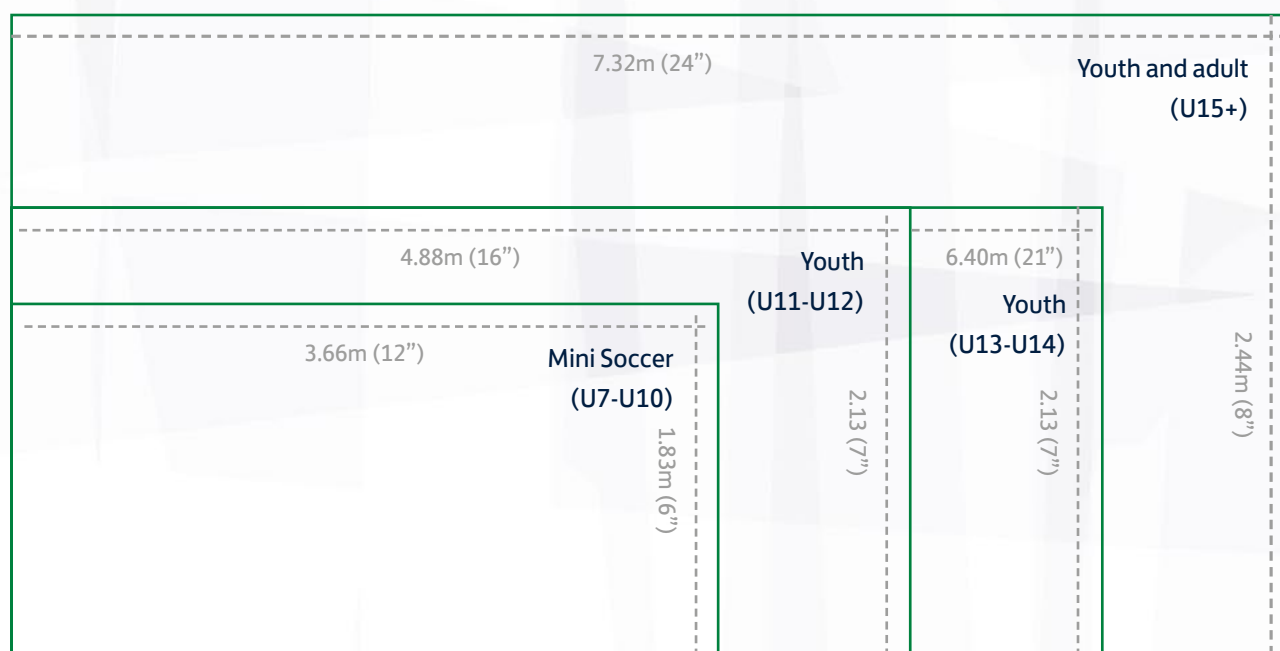 7.32m (24”)
Youth and adult
(U15+)
4.88m (16”)
Youth
(U11-U12)
6.40m (21”)
Youth
(U13-U14)
3.66m (12”)
Mini Soccer
(U7-U10)
1.83m (6”)
2.13 (7”)
2.13 (7”)
2.44m (8”)